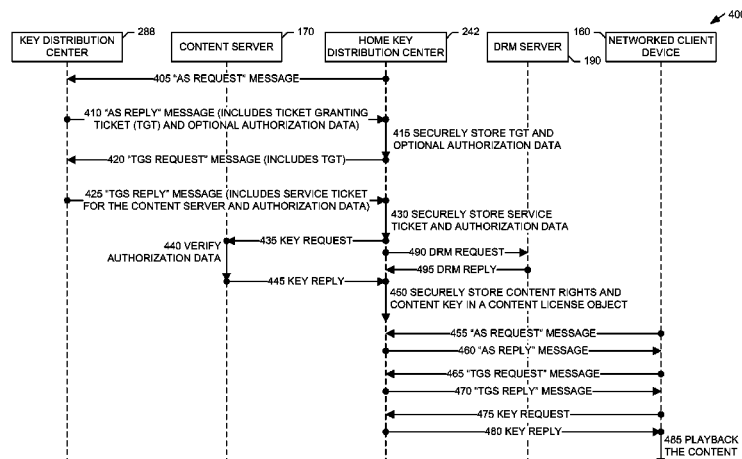 400
KEY DISTRIBUTION
CENTER
288
CONTENT SERVER
170
HOME KEY
DISTRIBUTION CENTER
242
DRM SERVER
190
160
NETWORKED CLIENT
DEVICE
405 "AS REQUEST" MESSAGE
410 "AS REPLY" MESSAGE (INCLUDES TICKET GRANTING
TICKET (TGT) AND OPTIONAL AUTHORIZATION DATA)
415 SECURELY STORE TGT AND
OPTIONAL AUTHORIZATION DATA
420 "TGS REQUEST" MESSAGE (INCLUDES TGT)
425 "TGS REPLY" MESSAGE (INCLUDES SERVICE TICKET
FOR THE CONTENT SERVER AND AUTHORIZATION DATA)
430 SECURELY STORE SERVICE
TICKET AND AUTHORIZATION DATA
435 KEY REQUEST
440 VERIFY
AUTHORIZATION DATA
490 DRM REQUEST
495 DRM REPLY
445 KEY REPLY
460 SECURELY STORE CONTENT RIGHTS AND
CONTENT KEY IN A CONTENT LICENSE OBJECT
455 "AS REQUEST" MESSAGE
460 "AS REPLY" MESSAGE
465 "TGS REQUEST" MESSAGE
470 "TGS REPLY" MESSAGE
475 KEY REQUEST
480 KEY REPLY
485 PLAYBACK
THE CONTENT